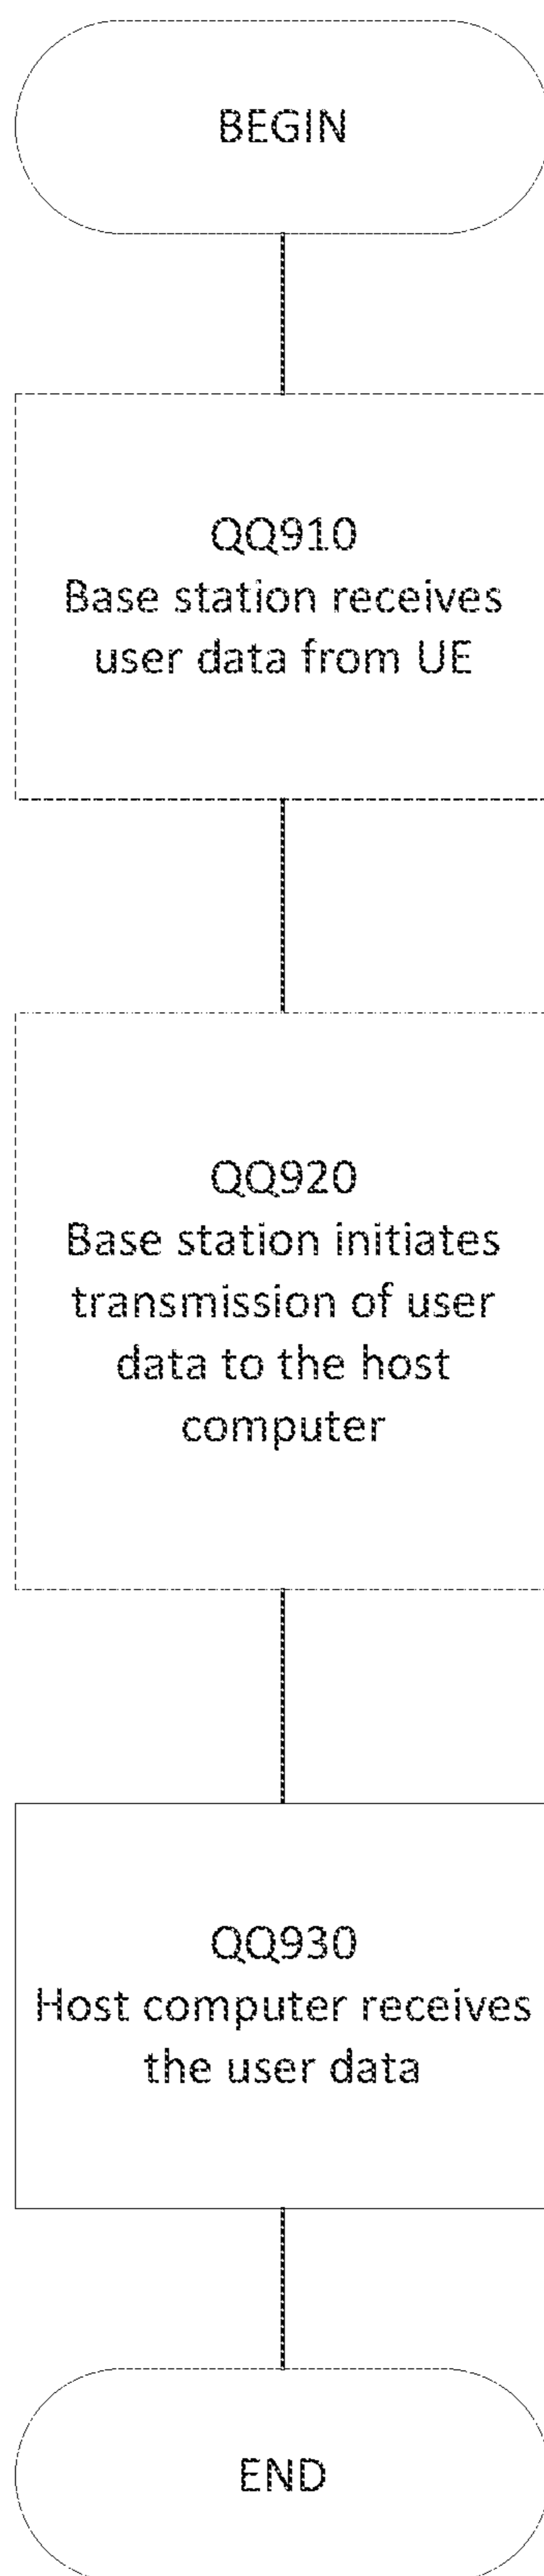 BEGIN
QQ910
Base station receives
user data from UE
QQ920
Base station initiates
transmission of user
data to the host
computer
QQ930
Host computer receives
the user data
END